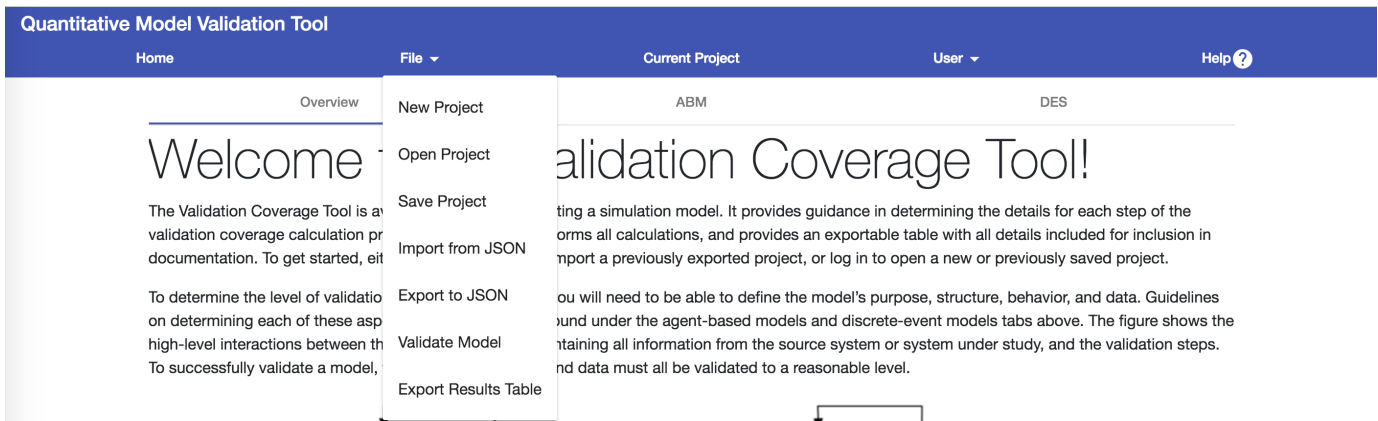 Quantitative Model Validation Tool
Home File Current Project User Help ?
Overview ABM DES
New Project
Open Project
Save Project
Import from JSON
Export to JSON
Validate Model
Export Results Table
Welcome alidation Coverage Tool!
The Validation Coverage Tool is ting a simulation model. It provides guidance in determining the details for each step of the
validation coverage calculation orms all calculations, and provides an exportable table with all details included for inclusion in
documentation. To get started, mport a previously exported project, or log in to open a new or previously saved project.
To determine the level of ou will need to be able to define the model's purpose, structure, behavior, and data. Guidelines
on determining each of these ound under the agent-based models and discrete-event models tabs above. The figure shows the
high-level interactions between ntaining all information from the source system or system under study, and the validation steps.
To successfully validate a model, nd data must all be validated to a reasonable level.